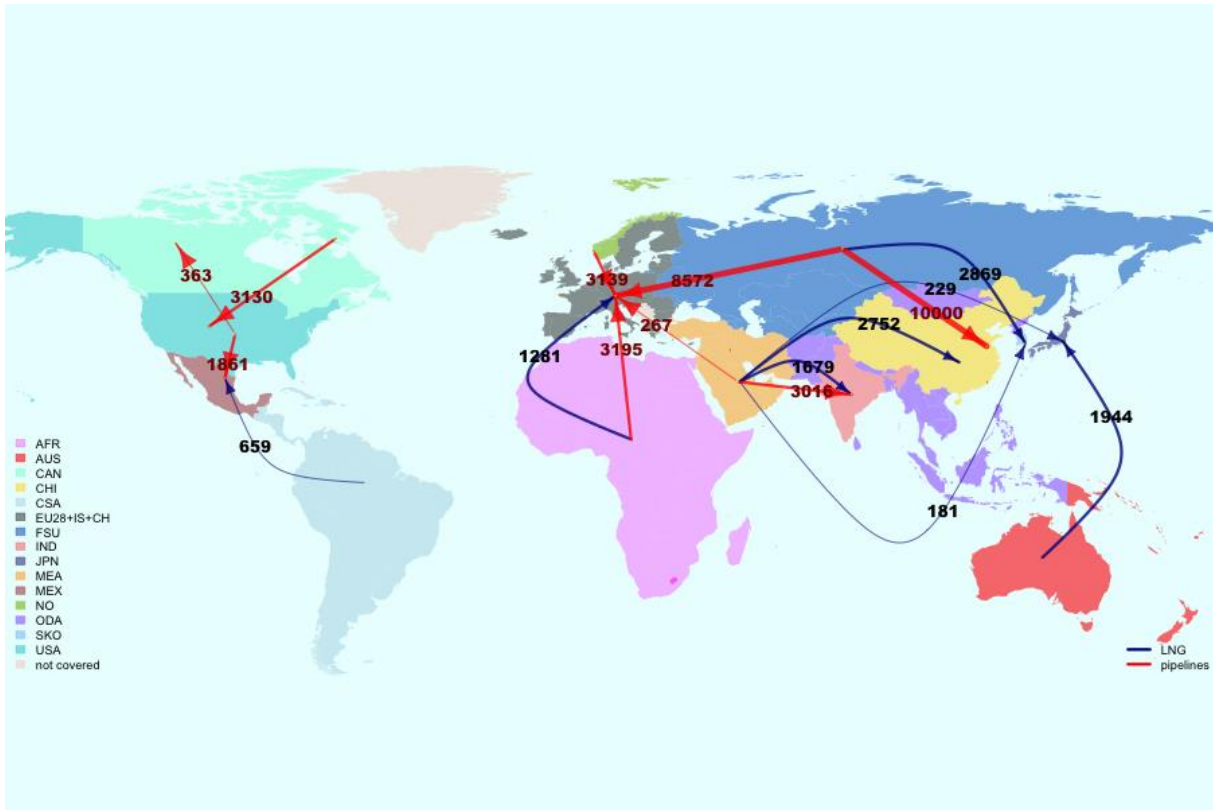 363
3130
1861
659
3139
8572
267
3195
1281
2869
229
10000
2752
1679
3016
1944
181
AFR
AUS
CAN
CHI
CSA
EU28+IS+CH
FSU
IND
JPN
MEA
MEX
NO
ODA
SKO
USA
not covered
LNG
pipelines